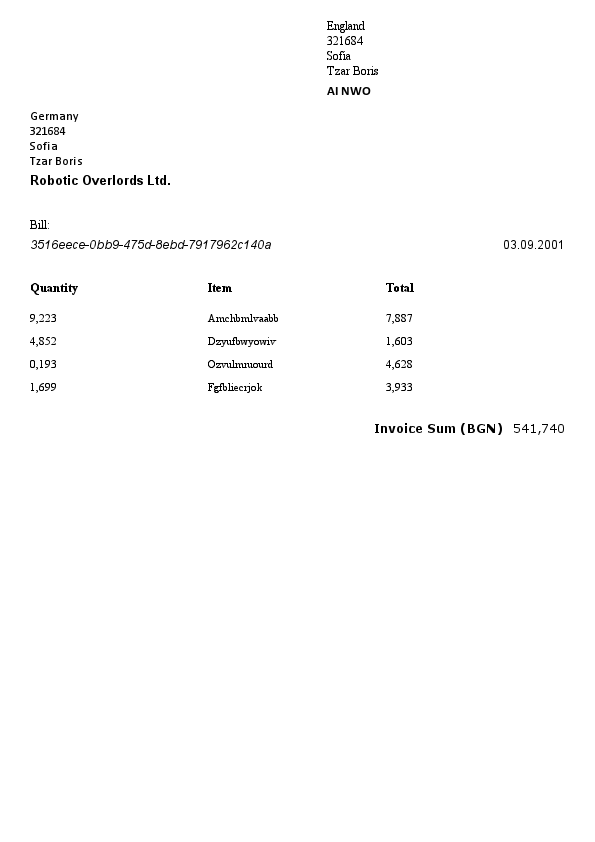 England
321684
Sofia
Tzar Boris
AI NWO
Germany
321684
Sofia
Tzar Boris
Robotic Overlords Ltd.
Bill:
3516eece-0bb9-475d-8ebd-7917962c140a 03.09.2001
Quantity Item Total
9,223 Amchbmlvaabb 7,887
4,852 Dzyufbwyowiv 1,603
0,193 Ozvulmruourd 4,628
1,699 Fgfbliecrjok 3,933
Invoice Sum (BGN) 541,740